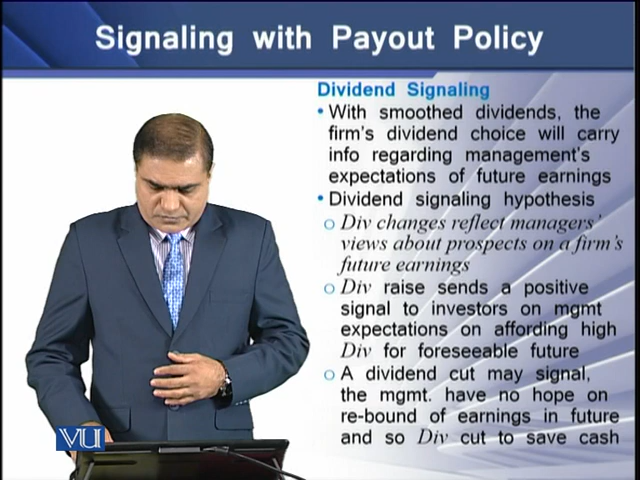 Signaling with Payout Policy
Dividend Signaling
• With smoothed dividends, the
firm's dividend choice will carry
info regarding management's
expectations of future earnings
• Dividend signaling hypothesis
o Div changes reflect managers'
views about prospects on a firm's
future earnings
o Div raise sends a positive
signal to investors on mgmt
expectations on affording high
Div for foreseeable future
o A dividend cut may signal,
the mgmt. have no hope on
re-bound of earnings in future
and so Div cut to save cash
VU